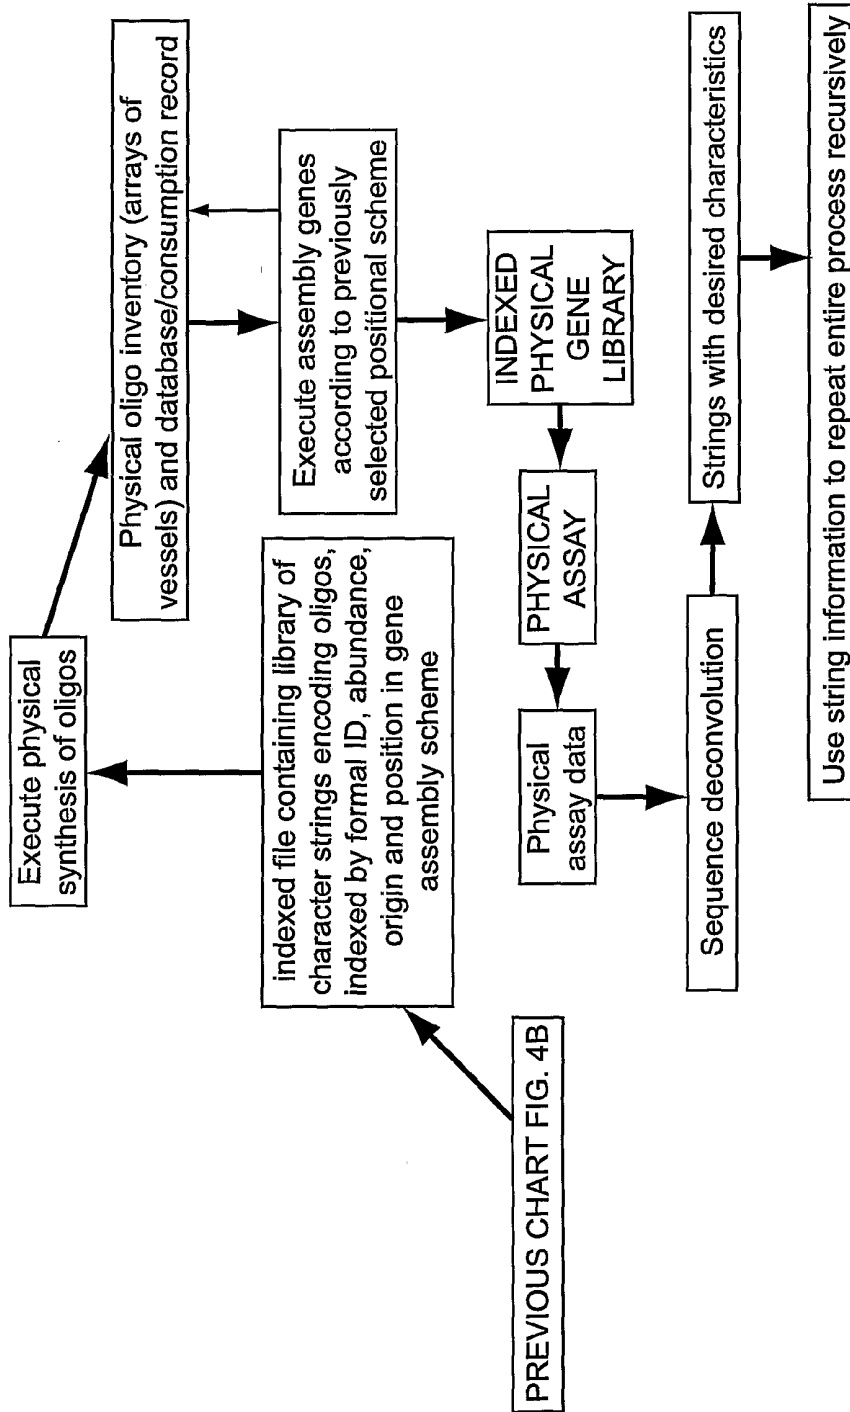 PREVIOUS CHART FIG. 4B
indexed file containing library of
character strings encoding oligos,
indexed by formal ID, abundance,
origin and position in gene
assembly scheme
Execute physical
synthesis of oligos
Physical oligo inventory (arrays of
vessels) and database/consumption record
Execute assembly genes
according to previously
selected positional scheme
INDEXED
PHYSICAL
GENE
LIBRARY
PHYSICAL
ASSAY
Physical
assay data
Sequence deconvolution
Strings with desired characteristics
Use string information to repeat entire process recursively